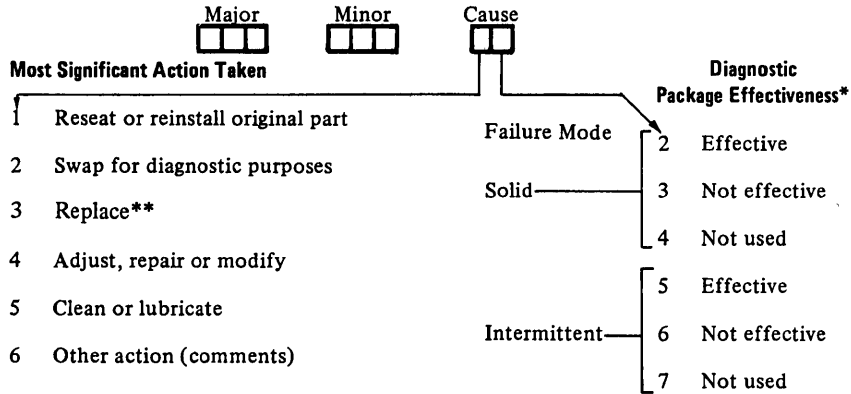 Major Minor Cause
Most Significant Action Taken
1 Reseat or reinstall original part
2 Swap for diagnostic purposes
3 Replace**
4 Adjust, repair or modify
5 Clean or lubricate
6 Other action (comments)
Diagnostic
Package Effectiveness*
Failure Mode
Solid
2 Effective
3 Not effective
4 Not used
Intermittent
5 Effective
6 Not effective
7 Not used